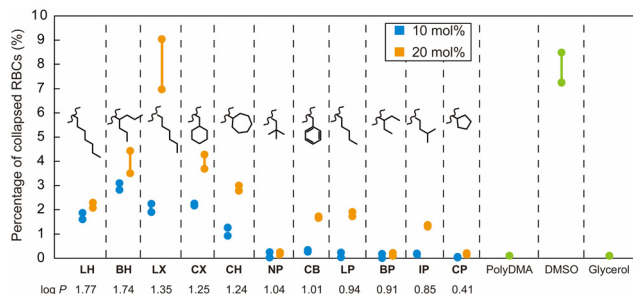 Percentage of collapsed RBCs (%)
10
9
8
7
6
5
4
3
2
1
0
10 mol%
20 mol%
LH BH LX CX CH NP CB LP BP IP CP PolyDMA DMSO Glycerol
log P 1.77 1.74 1.35 1.25 1.24 1.04 1.01 0.94 0.91 0.85 0.41